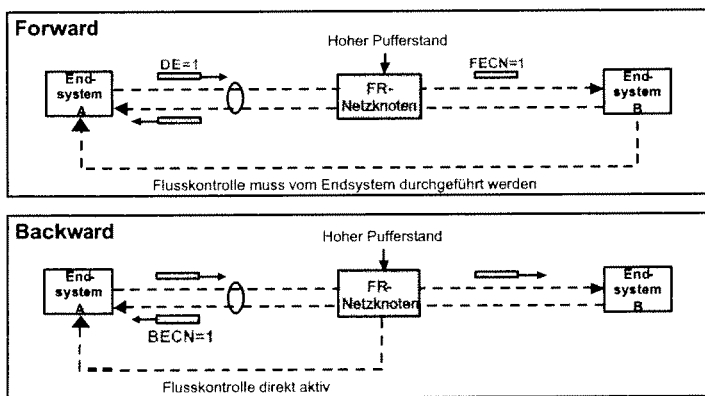 Forward
Hoher Pufferstand
DE=1
FECN=1
End-
system
A
FR-
Netzknoten
End-
system
B
Flusskontrolle muss vom Endsystem durchgeführt werden
Backward
Hoher Pufferstand
End-
system
A
FR-
Netzknoten
End-
system
B
BECN=1
Flusskontrolle direkt aktiv